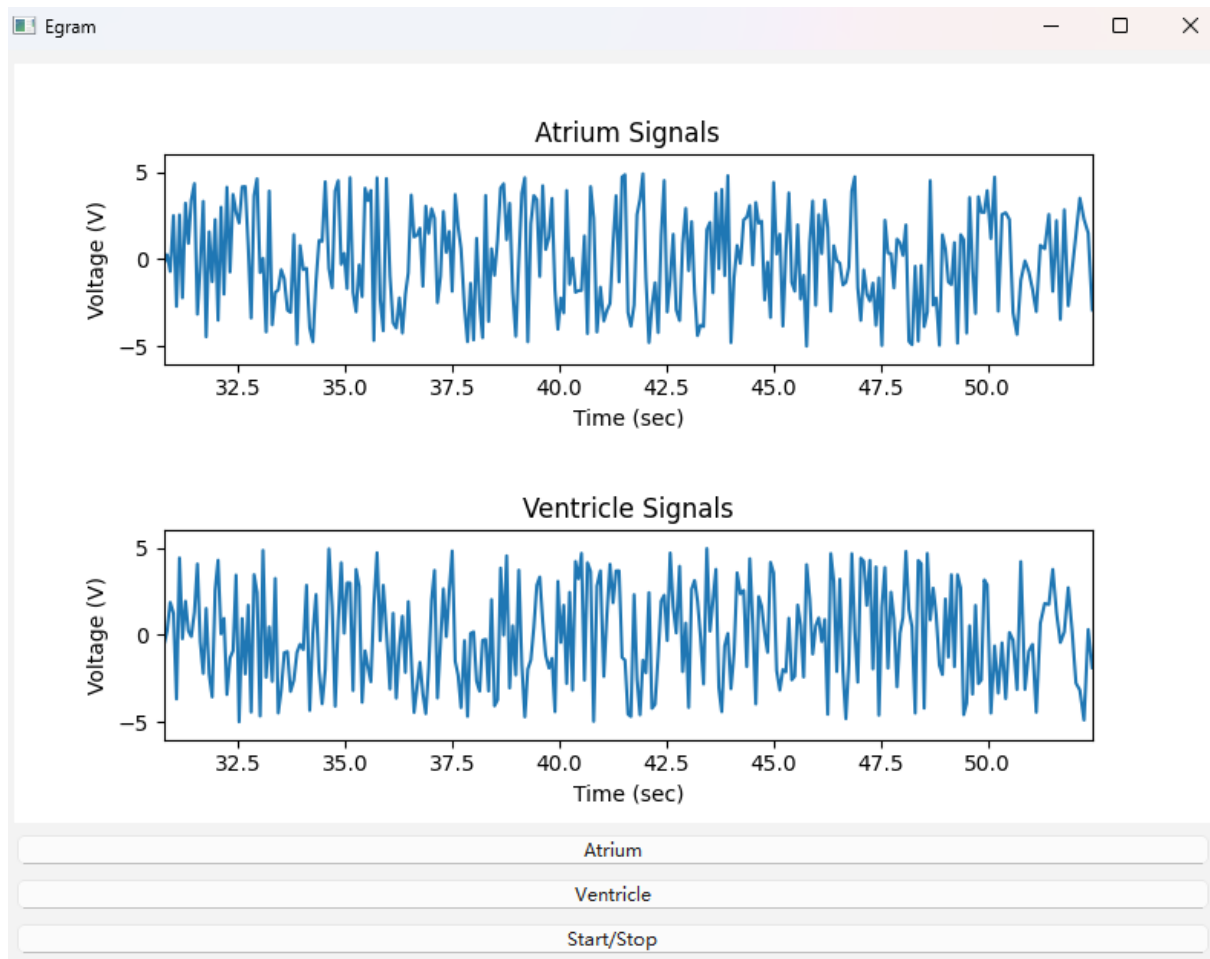 Egram
Atrium Signals
Voltage (V)
5
0
−5
32.5 35.0 37.5 40.0 42.5 45.0 47.5 50.0
Time (sec)
Ventricle Signals
Voltage (V)
5
0
−5
32.5 35.0 37.5 40.0 42.5 45.0 47.5 50.0
Time (sec)
Atrium
Ventricle
Start/Stop